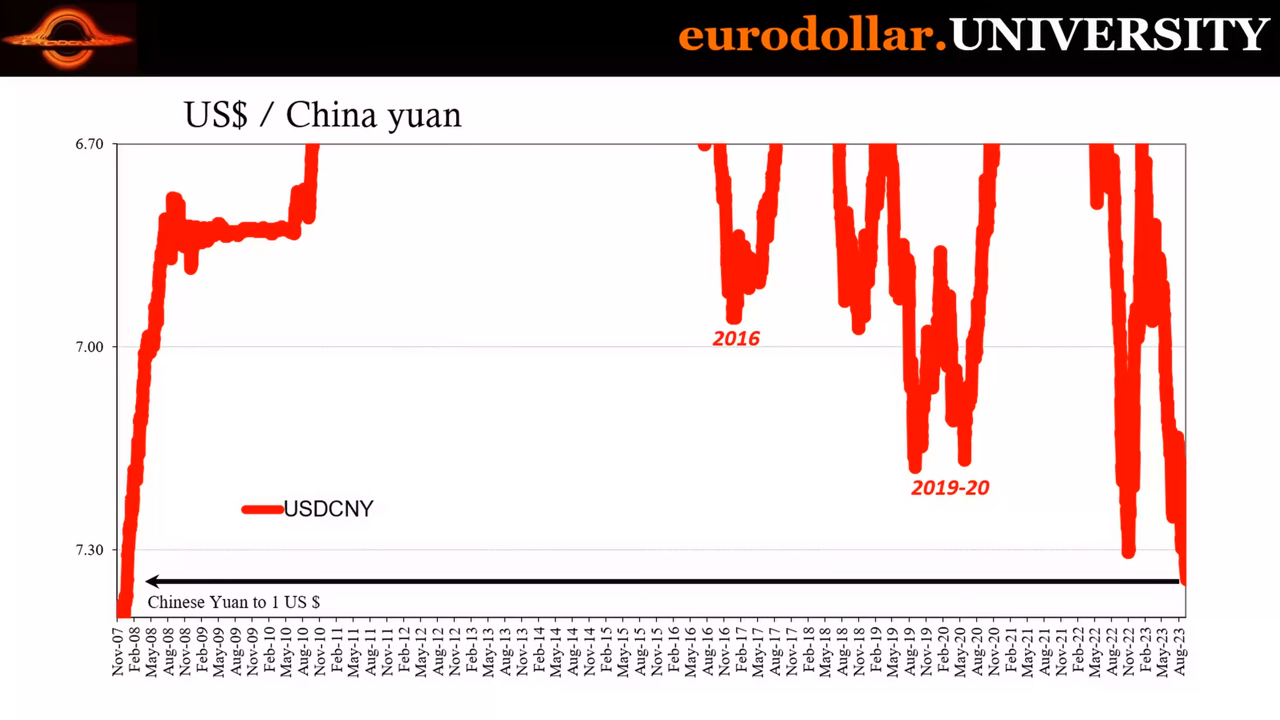 eurodollar.UNIVERSITY
US$ / China yuan
6.70
7.00
7.30
2016
2019-20
USDCNY
Chinese Yuan to 1 US $
Nov-07
Feb-08
May-08
Aug-08
Nov-08
Feb-09
May-09
Aug-09
Nov-09
Feb-10
May-10
Aug-10
Nov-10
Feb-11
May-11
Aug-11
Nov-11
Feb-12
May-12
Aug-12
Nov-12
Feb-13
May-13
Aug-13
Nov-13
Feb-14
May-14
Aug-14
Nov-14
Feb-15
May-15
Aug-15
Nov-15
Feb-16
May-16
Aug-16
Nov-16
Feb-17
May-17
Aug-17
Nov-17
Feb-18
May-18
Aug-18
Nov-18
Feb-19
May-19
Aug-19
Nov-19
Feb-20
May-20
Aug-20
Nov-20
Feb-21
May-21
Aug-21
Nov-21
Feb-22
May-22
Aug-22
Nov-22
Feb-23
May-23
Aug-23